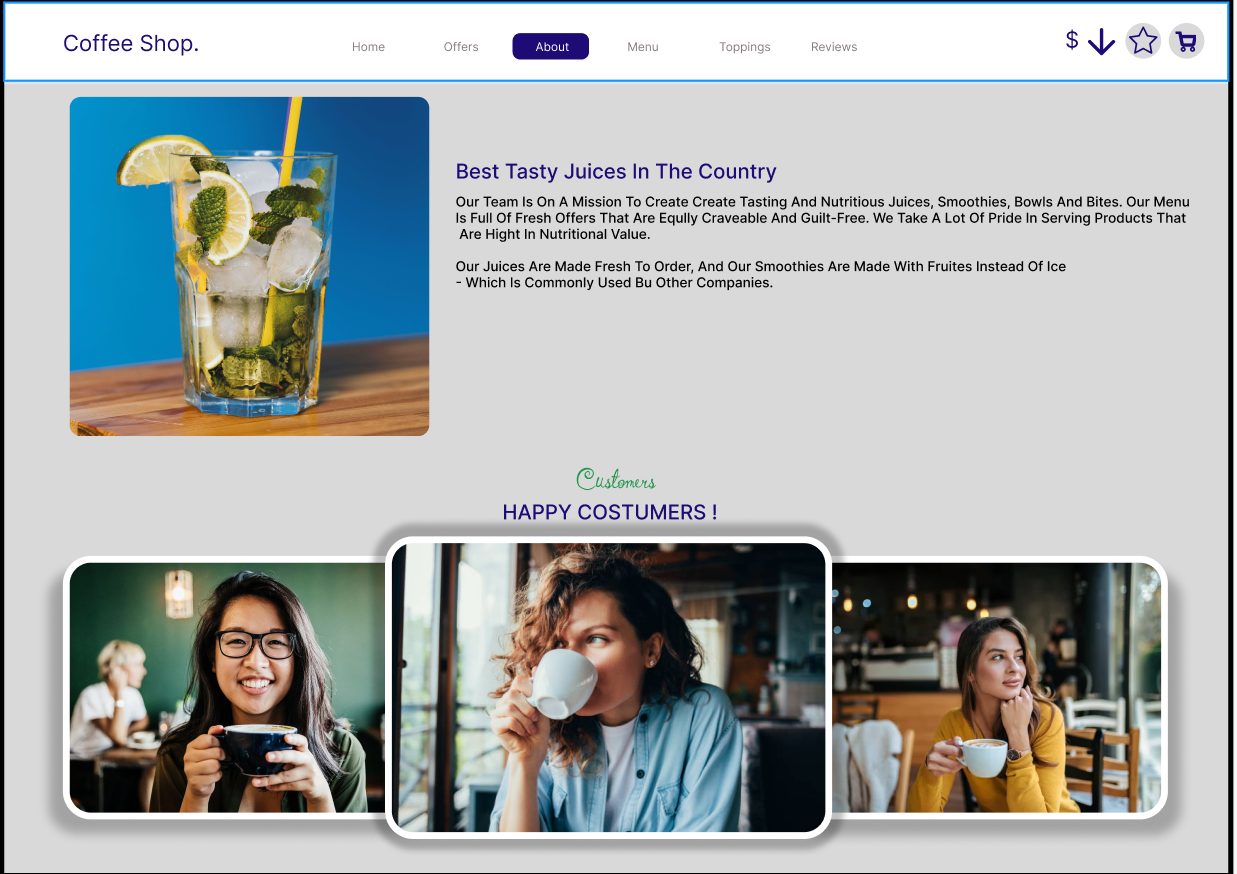 Coffee Shop.
Home Offers About Menu Toppings Reviews
$
Best Tasty Juices In The Country
Our Team Is On A Mission To Create Create Tasting And Nutritious Juices, Smoothies, Bowls And Bites. Our Menu
Is Full Of Fresh Offers That Are Eqully Craveable And Guilt-Free. We Take A Lot Of Pride In Serving Products That
Are Hight In Nutritional Value.
Our Juices Are Made Fresh To Order, And Our Smoothies Are Made With Fruites Instead Of Ice
- Which Is Commonly Used Bu Other Companies.
Customers
HAPPY COSTUMERS !